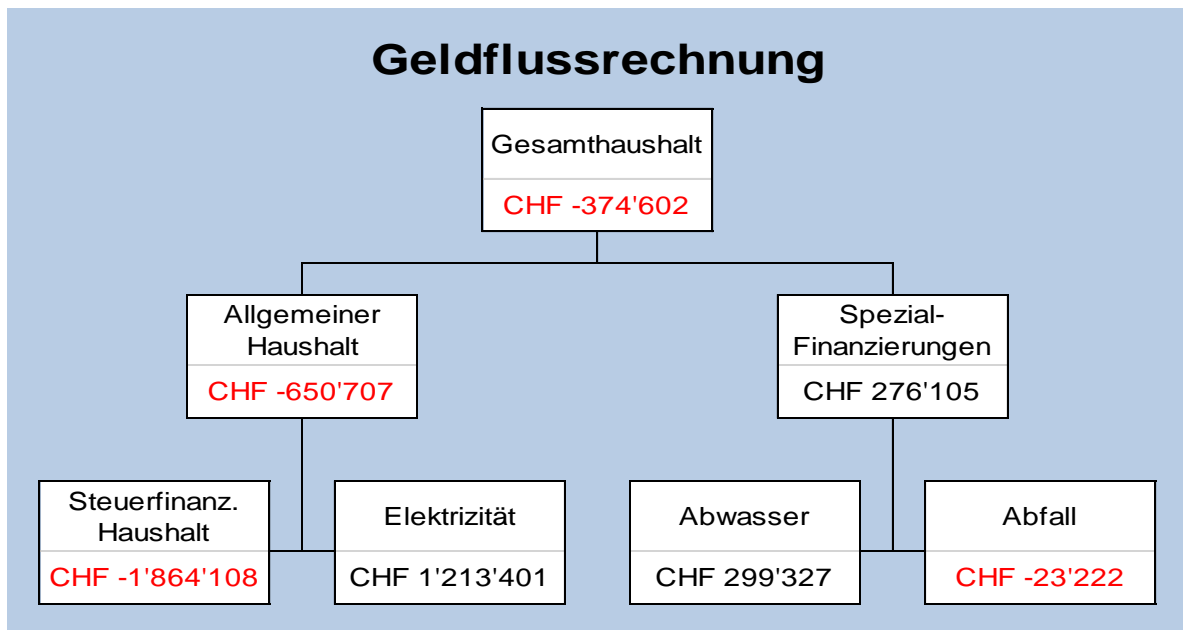 Geldflussrechnung
Gesamthaushalt
CHF -374'602
Allgemeiner
Haushalt
CHF -650'707
Spezial-
Finanzierungen
CHF 276'105
Steuerfinanz.
Haushalt
CHF -1'864'108
Elektrizität
CHF 1'213'401
Abwasser
CHF 299'327
Abfall
CHF -23'222